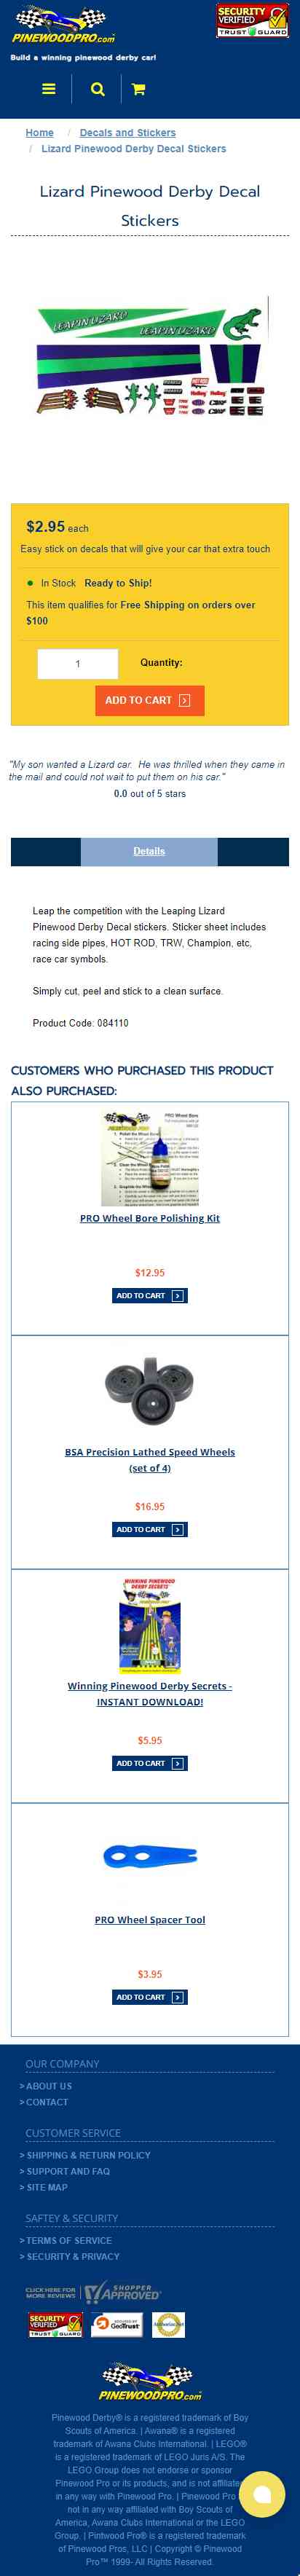 PINEWOODPRO.com
SECURITY
VERIFIED
TRUST GUARD
Build a winning pinewood derby car!
Home / Decals and Stickers
/ Lizard Pinewood Derby Decal Stickers
Lizard Pinewood Derby Decal
Stickers
LEAPIN LIZARD
LEAPIN LIZARD
$2.95 each
Easy stick on decals that will give your car that extra touch
In Stock Ready to Ship!
This item qualifies for Free Shipping on orders over
$100
1 Quantity:
ADD TO CART
"My son wanted a Lizard car. He was thrilled when they came in
the mail and could not wait to put them on his car."
0.0 out of 5 stars
Details
Leap the competition with the Leaping Lizard
Pinewood Derby Decal stickers. Sticker sheet includes
racing side pipes, HOT ROD, TRW, Champion, etc,
race car symbols.
Simply cut, peel and stick to a clean surface.
Product Code: 084110
CUSTOMERS WHO PURCHASED THIS PRODUCT
ALSO PURCHASED:
PRO Wheel Bore Polishing Kit
$12.95
ADD TO CART
BSA Precision Lathed Speed Wheels
(set of 4)
$16.95
ADD TO CART
WINNING PINEWOOD
DERBY SECRETS
Winning Pinewood Derby Secrets -
INSTANT DOWNLOAD!
$5.95
ADD TO CART
PRO Wheel Spacer Tool
$3.95
ADD TO CART
OUR COMPANY
> ABOUT US
> CONTACT
CUSTOMER SERVICE
> SHIPPING & RETURN POLICY
> SUPPORT AND FAQ
> SITE MAP
SAFTEY & SECURITY
> TERMS OF SERVICE
> SECURITY & PRIVACY
CLICK HERE FOR
MORE REVIEWS
SHOPPER
APPROVED
SECURITY
VERIFIED
TRUST GUARD
GeoTrust
PINEWOODPRO.com
Pinewood Derby® is a registered trademark of Boy
Scouts of America. | Awana® is a registered
trademark of Awana Clubs International. | LEGO®
is a registered trademark of LEGO Juris A/S. The
LEGO Group does not endorse or sponsor
Pinewood Pro or its products, and is not affiliated
in any way with Pinewood Pro. | Pinewood Pro
not in any way affiliated with Boy Scouts of
America, Awana Clubs International or the LEGO
Group. | Pintwood Pro® is a registered trademark
of Pinewood Pros, LLC | Copyright © Pinewood
Pro™ 1999- All Rights Reserved.